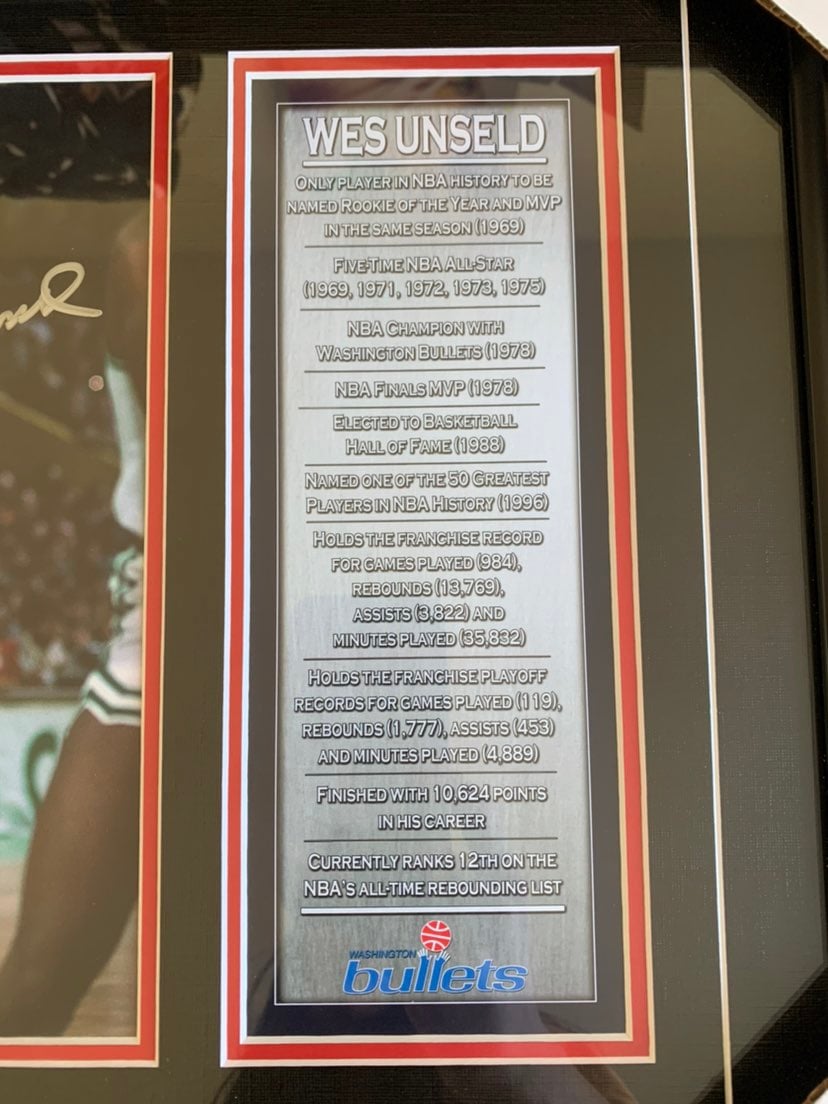 WES UNSELD
ONLY PLAYER IN NBA HISTORY TO BE
NAMED ROOKIE OF THE YEAR AND MVP
IN THE SAME SEASON (1969)
FIVE-TIME NBA ALL-STAR
(1969, 1971, 1972, 1973, 1975)
NBA CHAMPION WITH
WASHINGTON BULLETS (1978)
NBA FINALS MVP (1978)
ELECTED TO BASKETBALL
HALL OF FAME (1988)
NAMED ONE OF THE 50 GREATEST
PLAYERS IN NBA HISTORY (1996)
HOLDS THE FRANCHISE RECORD
FOR GAMES PLAYED (984),
REBOUNDS (13,769),
ASSISTS (3,822) AND
MINUTES PLAYED (35,832)
HOLDS THE FRANCHISE PLAYOFF
RECORDS FOR GAMES PLAYED (119),
REBOUNDS (1,777), ASSISTS (453)
AND MINUTES PLAYED (4,889)
FINISHED WITH 10,624 POINTS
IN HIS CAREER
CURRENTLY RANKS 12TH ON THE
NBA'S ALL-TIME REBOUNDING LIST
WASHINGTON
bullets